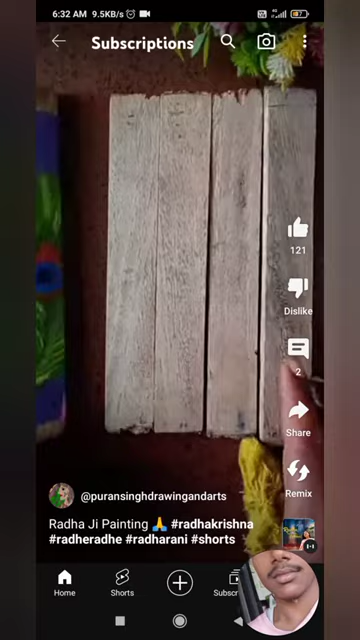 6:32 AM 9.5KB/s
Subscriptions
121
Dislike
2
Share
Remix
@puransinghdrawingandarts
Radha Ji Painting 🙏 #radhakrishna
#radheradhe #radharani #shorts
Home
Shorts